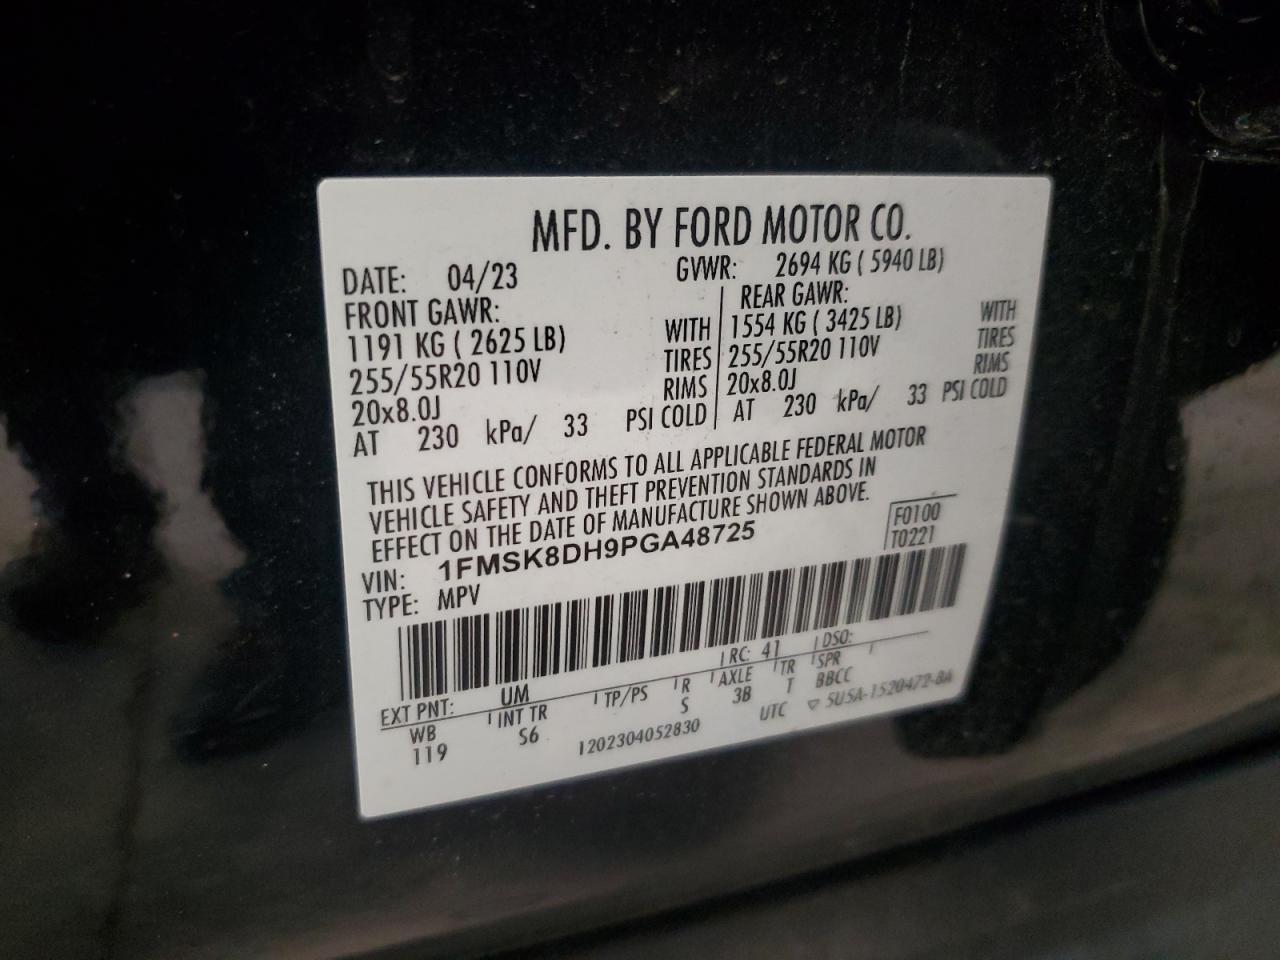 MFD. BY FORD MOTOR CO.
DATE: 04/23 GVWR: 2694 KG ( 5940 LB)
FRONT GAWR: REAR GAWR:
1191 KG ( 2625 LB) WITH 1554 KG ( 3425 LB) WITH
255/55R20 110V TIRES 255/55R20 110V TIRES
20x8.0J RIMS 20x8.0J RIMS
AT 230 kPa/ 33 PSI COLD AT 230 kPa/ 33 PSI COLD
THIS VEHICLE CONFORMS TO ALL APPLICABLE FEDERAL MOTOR
VEHICLE SAFETY AND THEFT PREVENTION STANDARDS IN
EFFECT ON THE DATE OF MANUFACTURE SHOWN ABOVE.
VIN: 1FMSK8DH9PGA48725 F0100
TYPE: MPV T0221
EXT PNT: UM RC: 41 DSO:
WB INT TR TP/PS R AXLE TR SPR
119 S6 S 3B T BBCC
1202304052830 UTC ▽ 5U5A-1520472-BA